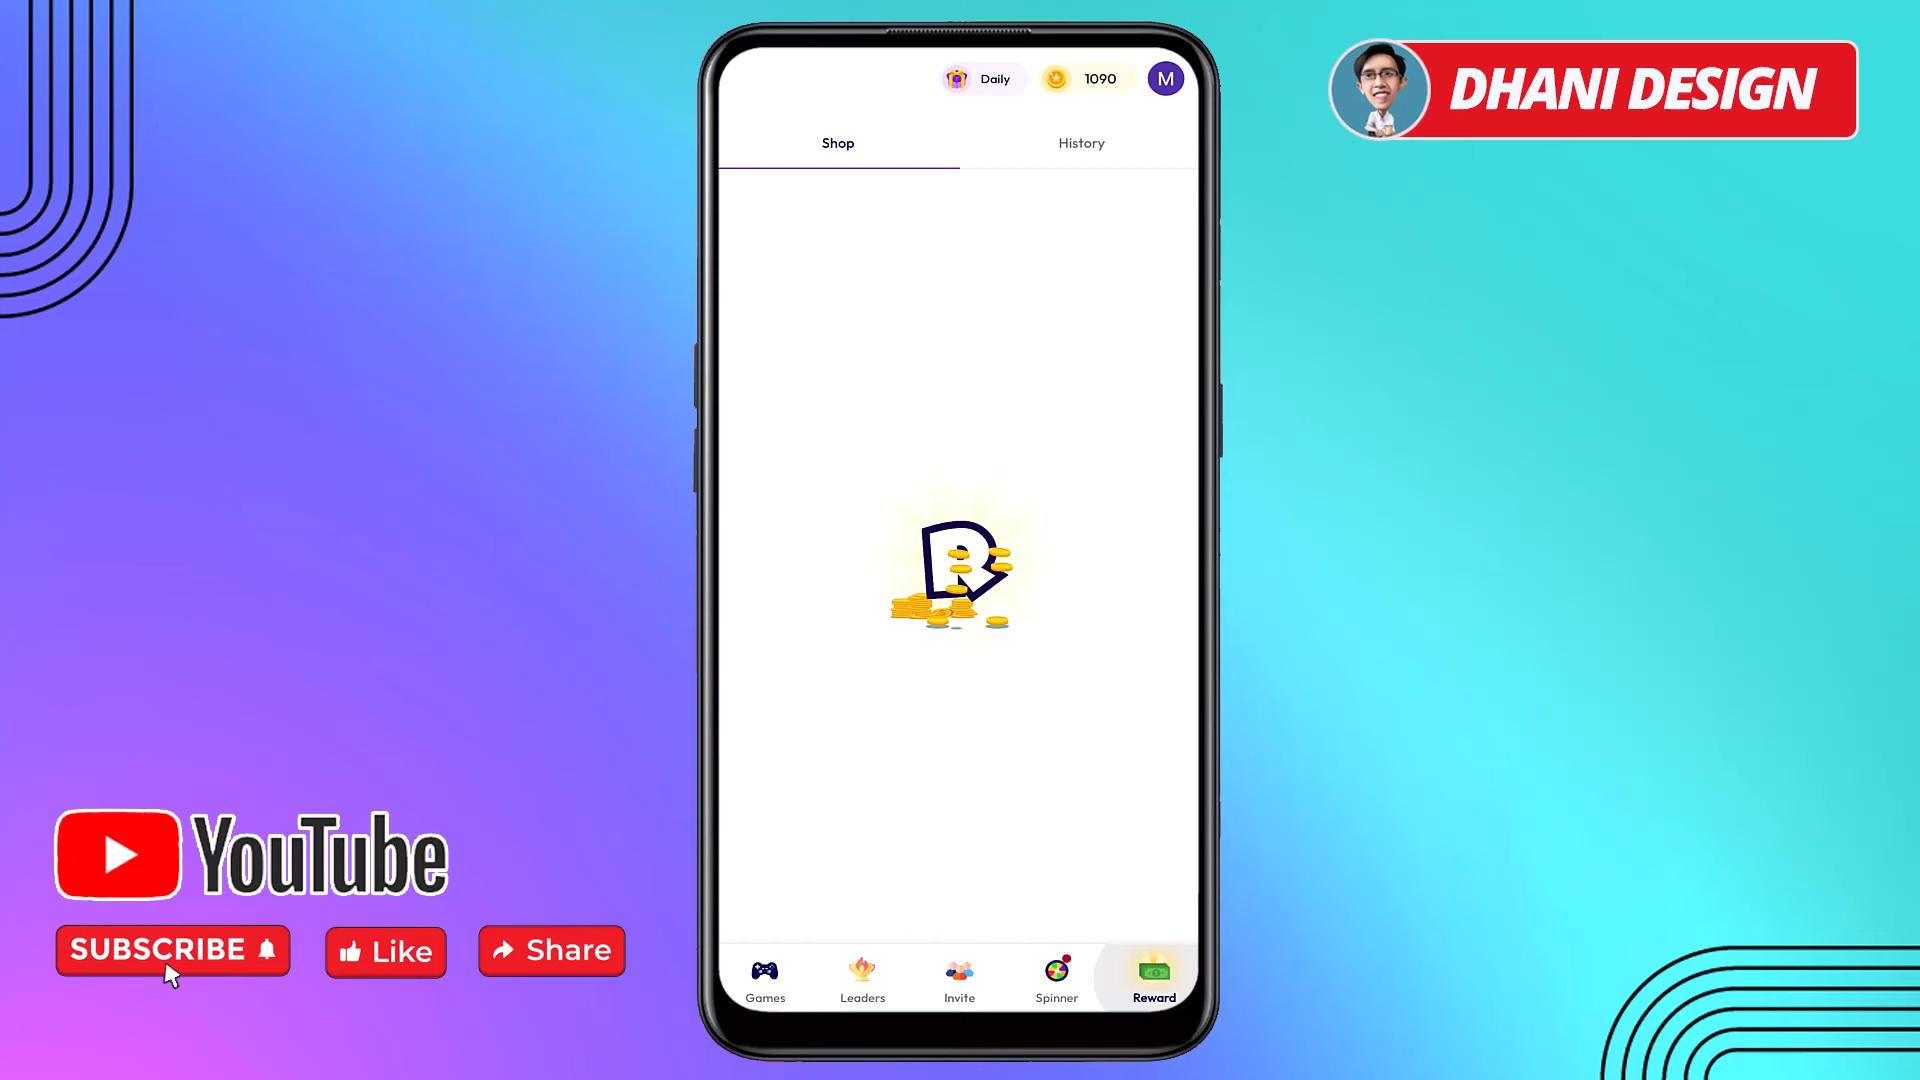 DHANI DESIGN
Daily
1090
M
Shop
History
R
YouTube
SUBSCRIBE
Like
Share
Games
Leaders
Invite
Spinner
Reward